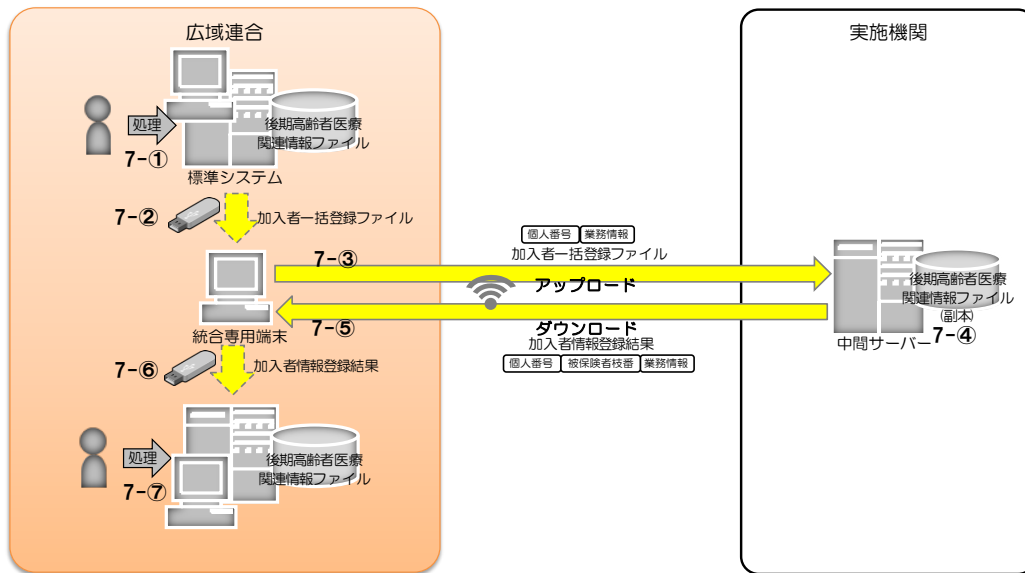 広域連合
実施機関
処理
7-①
後期高齢者医療
関連情報ファイル
標準システム
7-②
加入者一括登録ファイル
7-③
個人番号 業務情報
加入者一括登録ファイル
アップロード
後期高齢者医療
関連情報ファイル
(副本)
7-④
中間サーバー
統合専用端末
7-⑤
ダウンロード
加入者情報登録結果
個人番号 被保険者枝番 業務情報
7-⑥
加入者情報登録結果
処理
7-⑦
後期高齢者医療
関連情報ファイル